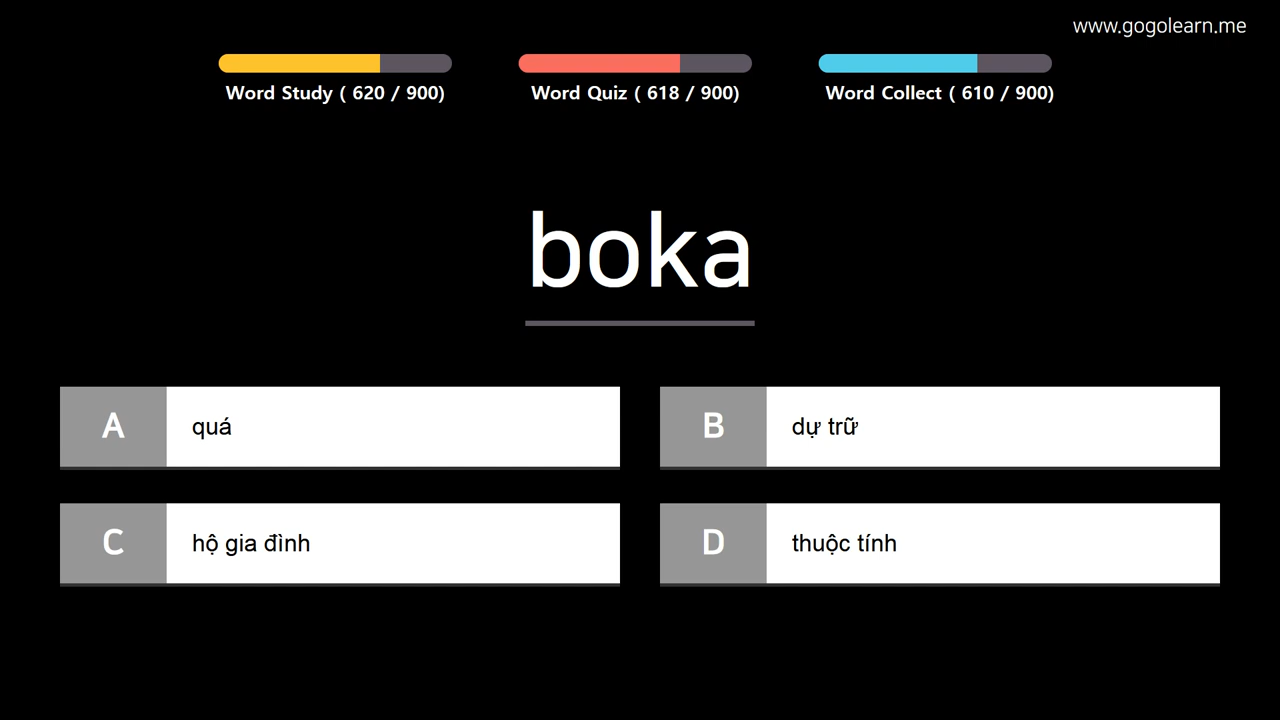 www.gogolearn.me
Word Study ( 620 / 900)
Word Quiz ( 618 / 900)
Word Collect ( 610 / 900)
boka
A
quá
B
dự trữ
C
hộ gia đình
D
thuộc tính